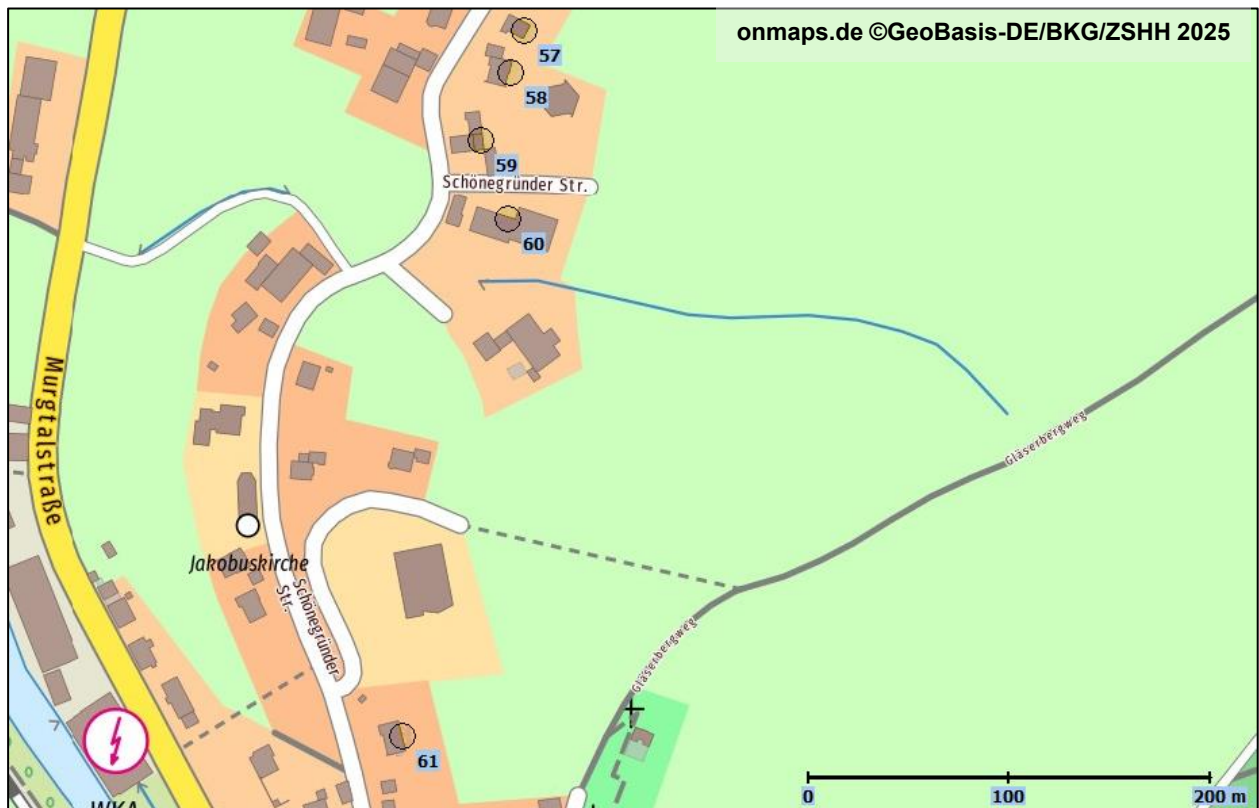 onmaps.de ©GeoBasis-DE/BKG/ZSHH 2025
57
58
59
Schönegründer Str.
60
Murgtalstraße
Gläserbergweg
Jakobuskirche
Schönegründer
Str.
Gläserbergweg
61
WKA
0 100 200 m